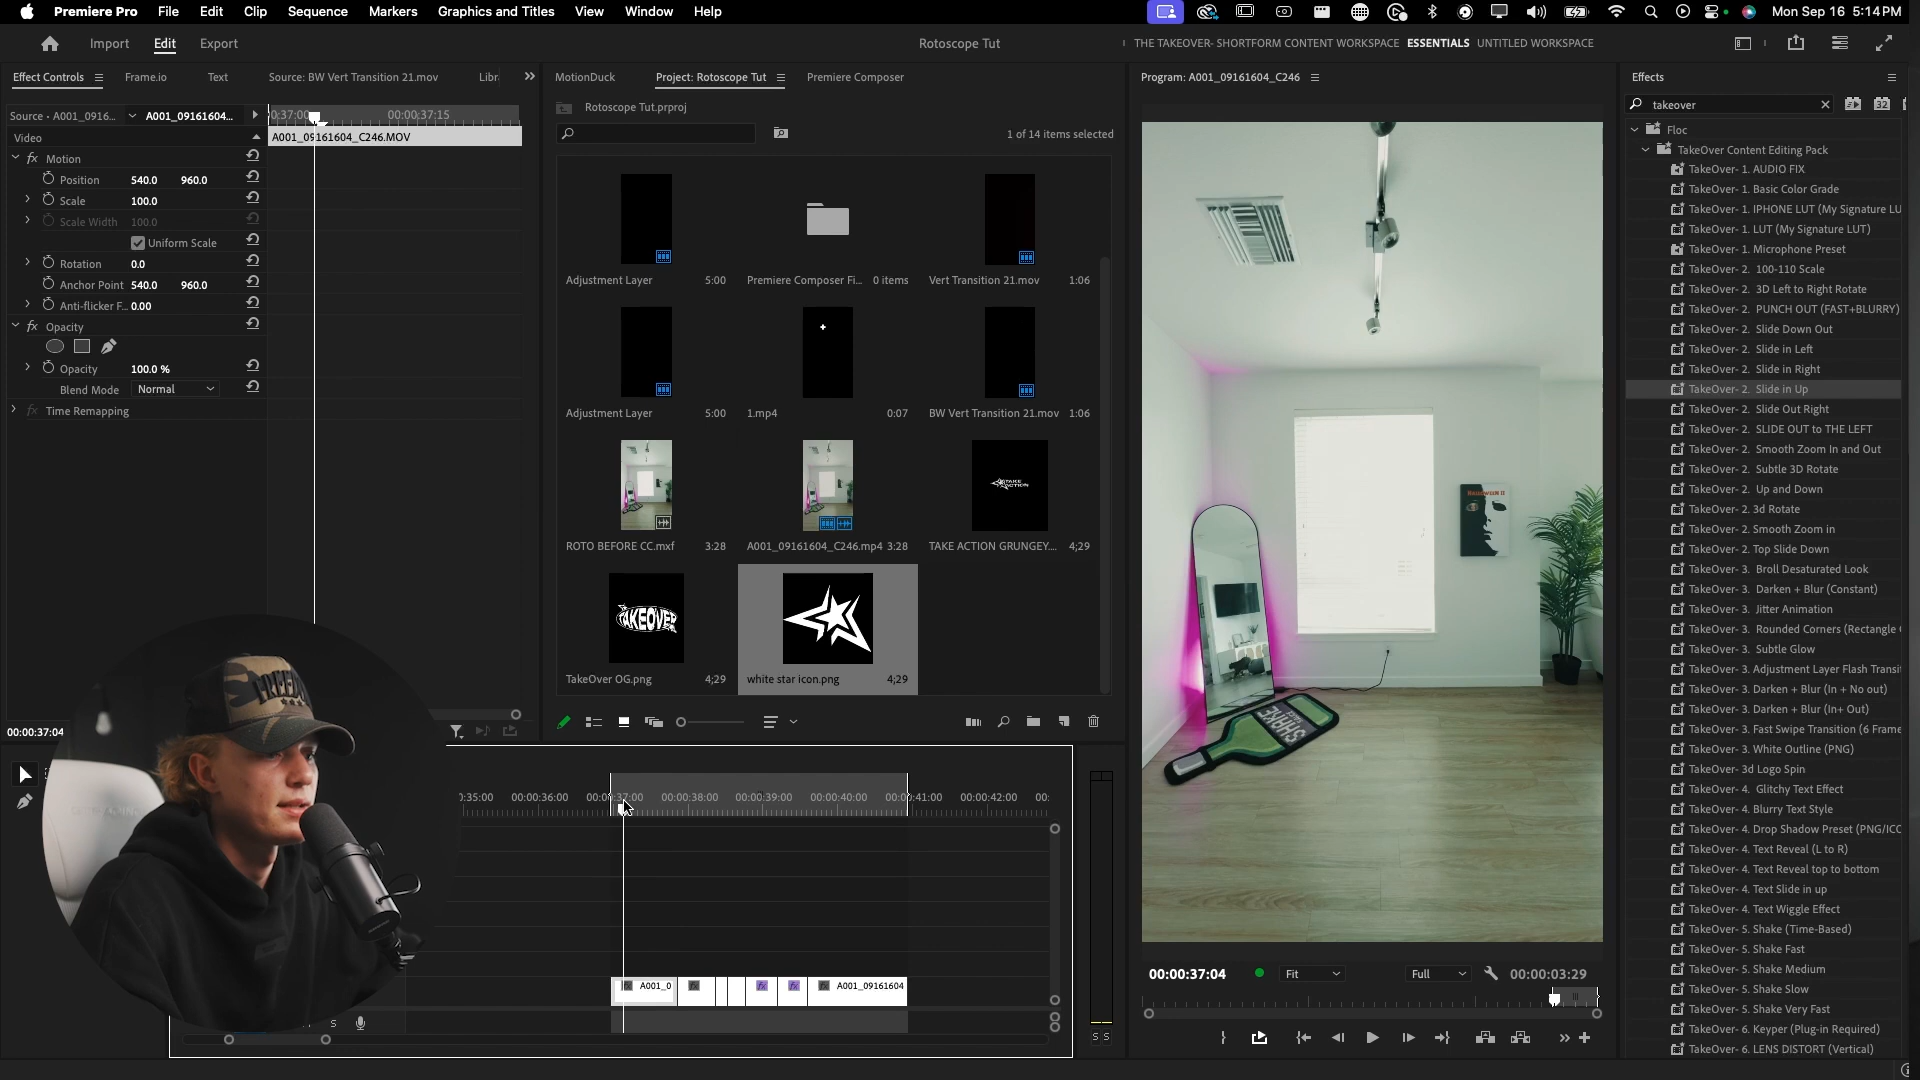 Premiere Pro File Edit Clip Sequence Markers Graphics and Titles View Window Help
Mon Sep 16 5:14 PM
Import Edit Export
Rotoscope Tut
THE TAKEOVER- SHORTFORM CONTENT WORKSPACE ESSENTIALS UNTITLED WORKSPACE
Effect Controls Frame.io Text Source: BW Vert Transition 21.mov Libr
Source • A001_0916... A001_09161604...
0;37:00 00:00:37:15
Video
A001_09161604_C246.MOV
fx Motion
Position 540.0 960.0
Scale 100.0
Scale Width 100.0
Uniform Scale
Rotation 0.0
Anchor Point 540.0 960.0
Anti-flicker F... 0.00
fx Opacity
Opacity 100.0 %
Blend Mode Normal
fx Time Remapping
00:00:37:04
MotionDuck Project: Rotoscope Tut Premiere Composer
Rotoscope Tut.prproj
1 of 14 items selected
Adjustment Layer 5:00
Premiere Composer Fi... 0 items
Vert Transition 21.mov 1:06
Adjustment Layer 5:00
1.mp4 0:07
BW Vert Transition 21.mov 1:06
TAKE ACTION
ROTO BEFORE CC.mxf 3:28
A001_09161604_C246.mp4 3:28
TAKE ACTION GRUNGEY.... 4;29
TAKEOVER
TakeOver OG.png 4;29
white star icon.png 4;29
Program: A001_09161604_C246
HALLOWEEN II
SHAKE
00:00:37:04 Fit Full 00:00:03:29
Effects
takeover
32
Floc
TakeOver Content Editing Pack
TakeOver- 1. AUDIO FIX
TakeOver- 1. Basic Color Grade
TakeOver- 1. IPHONE LUT (My Signature LU
TakeOver- 1. LUT (My Signature LUT)
TakeOver- 1. Microphone Preset
TakeOver- 2. 100-110 Scale
TakeOver- 2. 3D Left to Right Rotate
TakeOver- 2. PUNCH OUT (FAST+BLURRY)
TakeOver- 2. Slide Down Out
TakeOver- 2. Slide in Left
TakeOver- 2. Slide in Right
TakeOver- 2. Slide in Up
TakeOver- 2. Slide Out Right
TakeOver- 2. SLIDE OUT to THE LEFT
TakeOver- 2. Smooth Zoom In and Out
TakeOver- 2. Subtle 3D Rotate
TakeOver- 2. Up and Down
TakeOver- 2. 3d Rotate
TakeOver- 2. Smooth Zoom in
TakeOver- 2. Top Slide Down
TakeOver- 3. Broll Desaturated Look
TakeOver- 3. Darken + Blur (Constant)
TakeOver- 3. Jitter Animation
TakeOver- 3. Rounded Corners (Rectangle
TakeOver- 3. Subtle Glow
TakeOver- 3. Adjustment Layer Flash Transit
TakeOver- 3. Darken + Blur (In + No out)
TakeOver- 3. Darken + Blur (In+ Out)
TakeOver- 3. Fast Swipe Transition (6 Frame
TakeOver- 3. White Outline (PNG)
TakeOver- 3d Logo Spin
TakeOver- 4. Glitchy Text Effect
TakeOver- 4. Blurry Text Style
TakeOver- 4. Drop Shadow Preset (PNG/ICO
TakeOver- 4. Text Reveal (L to R)
TakeOver- 4. Text Reveal top to bottom
TakeOver- 4. Text Slide in up
TakeOver- 4. Text Wiggle Effect
TakeOver- 5. Shake (Time-Based)
TakeOver- 5. Shake Fast
TakeOver- 5. Shake Medium
TakeOver- 5. Shake Slow
TakeOver- 5. Shake Very Fast
TakeOver- 6. Keyper (Plug-in Required)
TakeOver- 6. LENS DISTORT (Vertical)
0:35:00 00:00:36:00 00:00:37:00 00:00:38:00 00:00:39:00 00:00:40:00 00:00:41:00 00:00:42:00 00:
fx A001_0 fx fx fx fx A001_09161604
S
S S